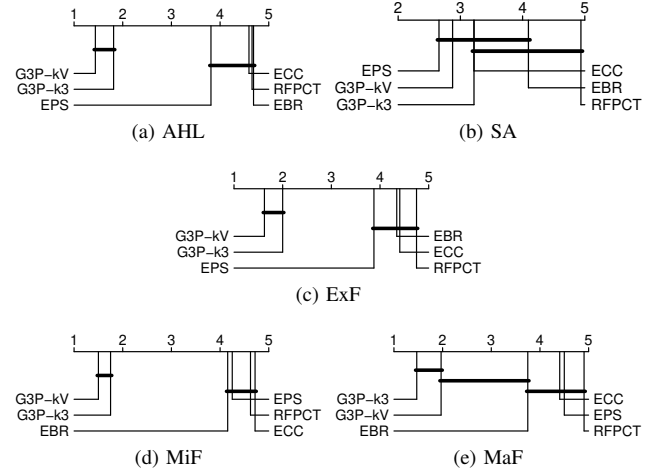 1 2 3 4 5
G3P-kV ECC
G3P-k3 RFPCT
EPS EBR
(a) AHL
2 3 4 5
EPS ECC
G3P-kV EBR
G3P-k3 RFPCT
(b) SA
1 2 3 4 5
G3P-kV EBR
G3P-k3 ECC
EPS RFPCT
(c) ExF
1 2 3 4 5
G3P-kV EPS
G3P-k3 RFPCT
EBR ECC
(d) MiF
1 2 3 4 5
G3P-k3 ECC
G3P-kV EPS
EBR RFPCT
(e) MaF